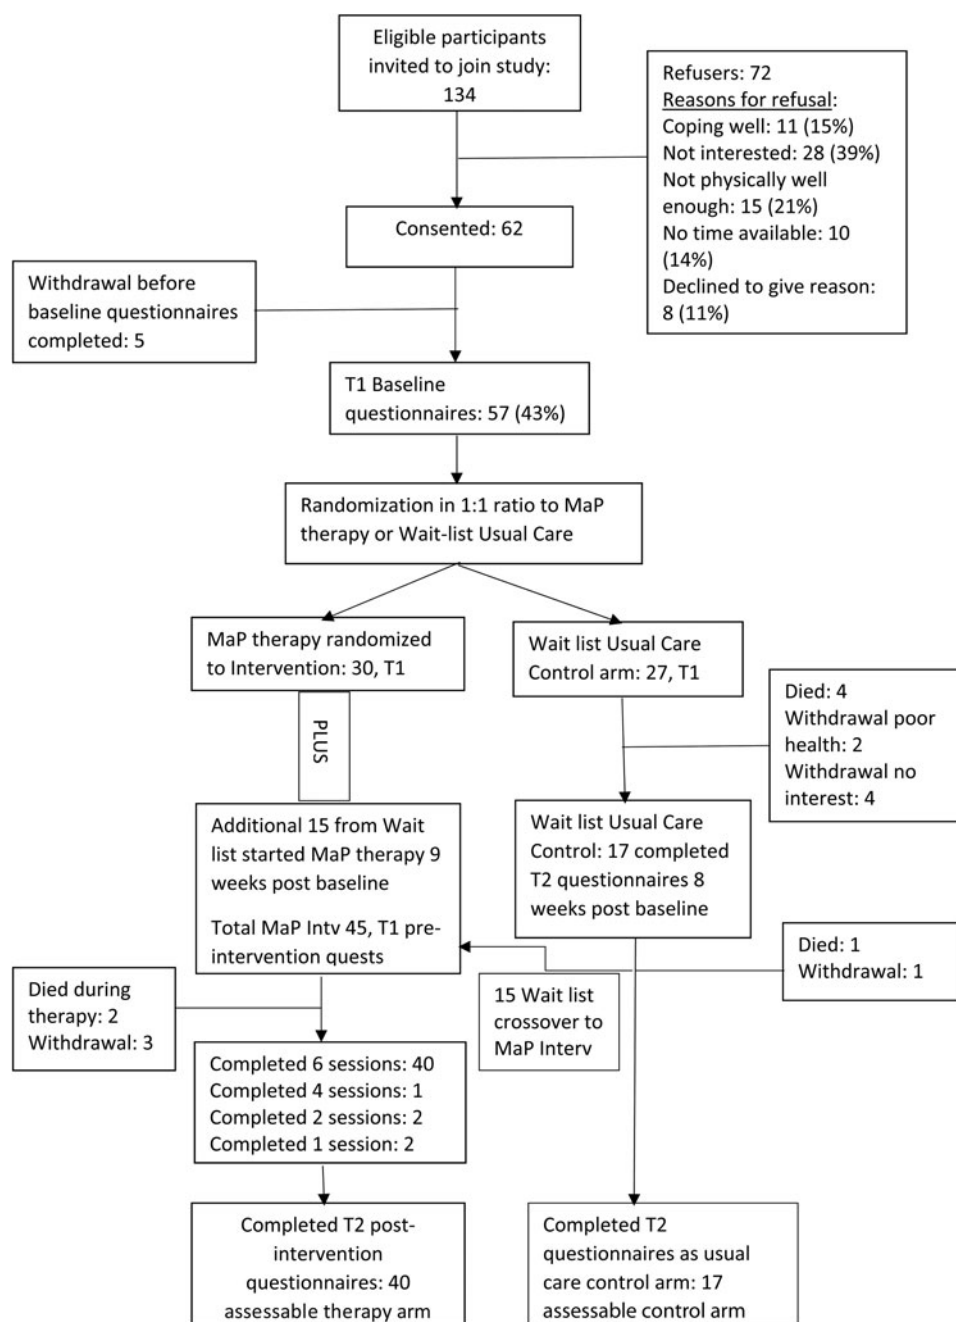 Eligible participants
invited to join study:
134
Refusers: 72
Reasons for refusal:
Coping well: 11 (15%)
Not interested: 28 (39%)
Not physically well
enough: 15 (21%)
No time available: 10
(14%)
Declined to give reason:
8 (11%)
Consented: 62
Withdrawal before
baseline questionnaires
completed: 5
T1 Baseline
questionnaires: 57 (43%)
Randomization in 1:1 ratio to MaP
therapy or Wait-list Usual Care
MaP therapy randomized
to Intervention: 30, T1
Wait list Usual Care
Control arm: 27, T1
Died: 4
Withdrawal poor
health: 2
Withdrawal no
interest: 4
PLUS
Additional 15 from Wait
list started MaP therapy 9
weeks post baseline
Total MaP Intv 45, T1 pre-
intervention quests
Wait list Usual Care
Control: 17 completed
T2 questionnaires 8
weeks post baseline
Died: 1
Withdrawal: 1
15 Wait list
crossover to
MaP Interv
Died during
therapy: 2
Withdrawal: 3
Completed 6 sessions: 40
Completed 4 sessions: 1
Completed 2 sessions: 2
Completed 1 session: 2
Completed T2 post-
intervention
questionnaires: 40
assessable therapy arm
Completed T2
questionnaires as usual
care control arm: 17
assessable control arm